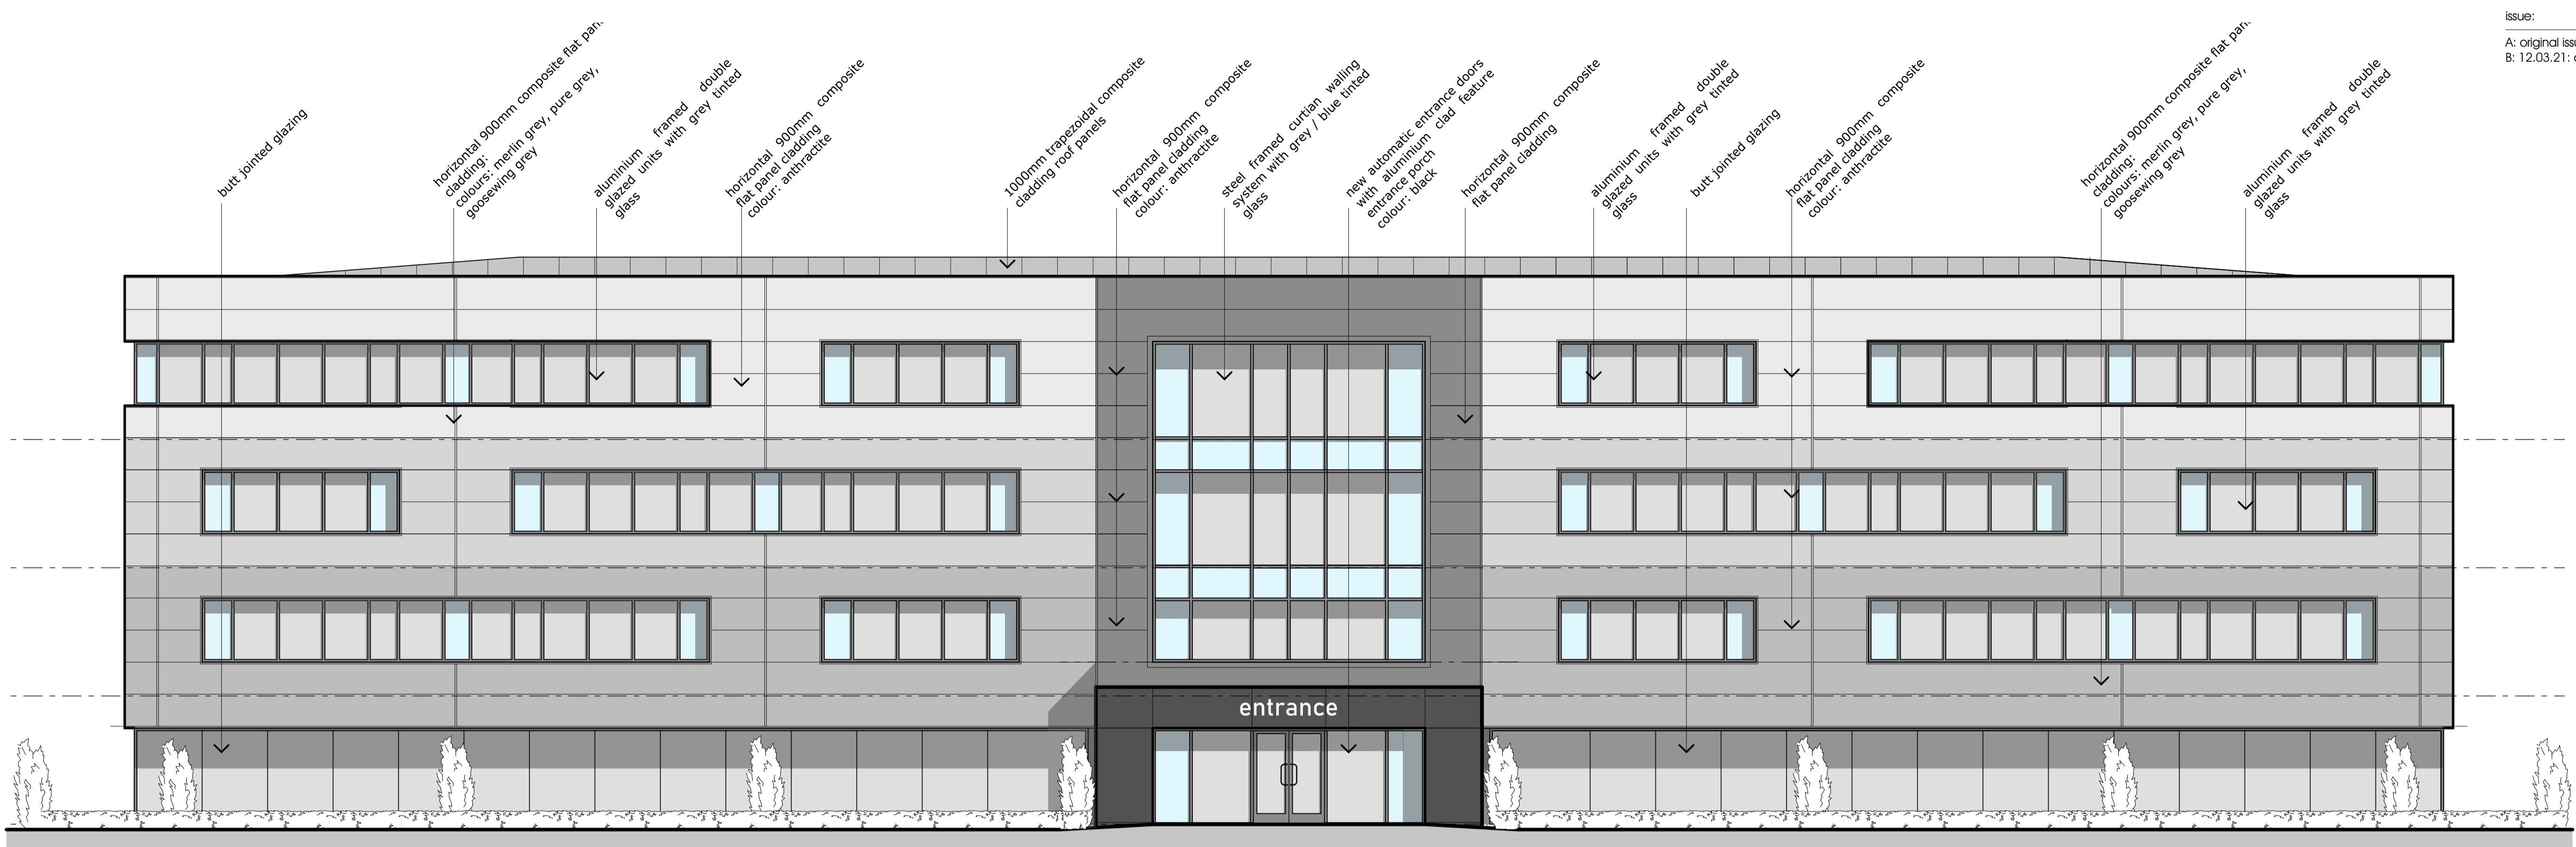 issue:
A: original issu
B: 12.03.21:
butt jointed glazing
horizontal 900mm composite flat pan
cladding:
colours: merlin grey, pure grey,
goosewing grey
aluminium framed double
glazed units with grey tinted
glass
horizontal 900mm composite
flat panel cladding
colour: anthractite
1000mm trapezoidal composite
cladding roof panels
horizontal 900mm composite
flat panel cladding
colour: anthractite
steel framed curtian walling
system with grey / blue tinted
glass
new automatic entrance doors
with aluminium clad feature
entrance porch
colour: black
horizontal 900mm composite
flat panel cladding
aluminium framed double
glazed units with grey tinted
glass
butt jointed glazing
horizontal 900mm composite
flat panel cladding
colour: anthractite
horizontal 900mm composite flat pan
cladding:
colours: merlin grey, pure grey,
goosewing grey
aluminium framed double
glazed units with grey tinted
glass
entrance